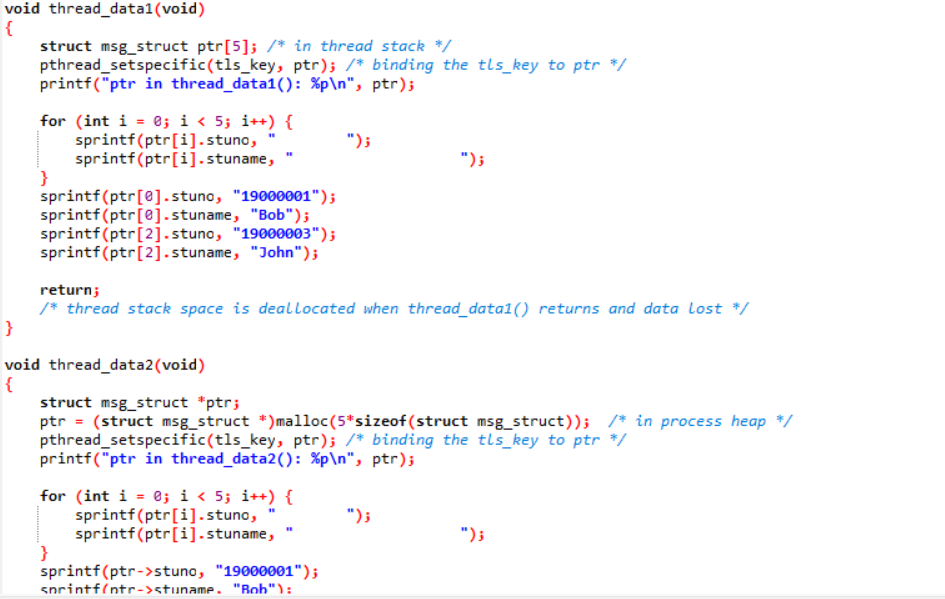 void thread_data1(void)
{
    struct msg_struct ptr[5]; /* in thread stack */
    pthread_setspecific(tls_key, ptr); /* binding the tls_key to ptr */
    printf("ptr in thread_data1(): %p\n", ptr);

    for (int i = 0; i < 5; i++) {
        sprintf(ptr[i].stuno, "        ");
        sprintf(ptr[i].stuname, "                   ");
    }
    sprintf(ptr[0].stuno, "19000001");
    sprintf(ptr[0].stuname, "Bob");
    sprintf(ptr[2].stuno, "19000003");
    sprintf(ptr[2].stuname, "John");

    return;
    /* thread stack space is deallocated when thread_data1() returns and data lost */
}

void thread_data2(void)
{
    struct msg_struct *ptr;
    ptr = (struct msg_struct *)malloc(5*sizeof(struct msg_struct));  /* in process heap */
    pthread_setspecific(tls_key, ptr); /* binding the tls_key to ptr */
    printf("ptr in thread_data2(): %p\n", ptr);

    for (int i = 0; i < 5; i++) {
        sprintf(ptr[i].stuno, "        ");
        sprintf(ptr[i].stuname, "                   ");
    }
    sprintf(ptr->stuno, "19000001");
    sprintf(ptr->stuname, "Bob");